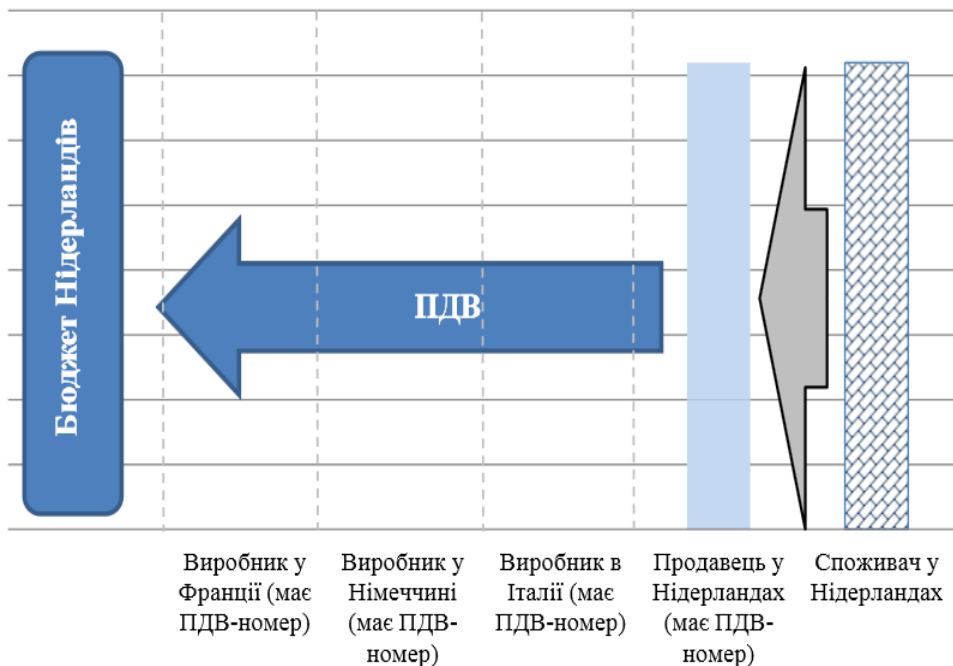 Бюджет Нідерландів
ПДВ
Виробник у
Франції (має
ПДВ-номер)
Виробник у
Німеччині
(має ПДВ-
номер)
Виробник в
Італії (має
ПДВ-номер)
Продавець у
Нідерландах
(має ПДВ-
номер)
Споживач у
Нідерландах